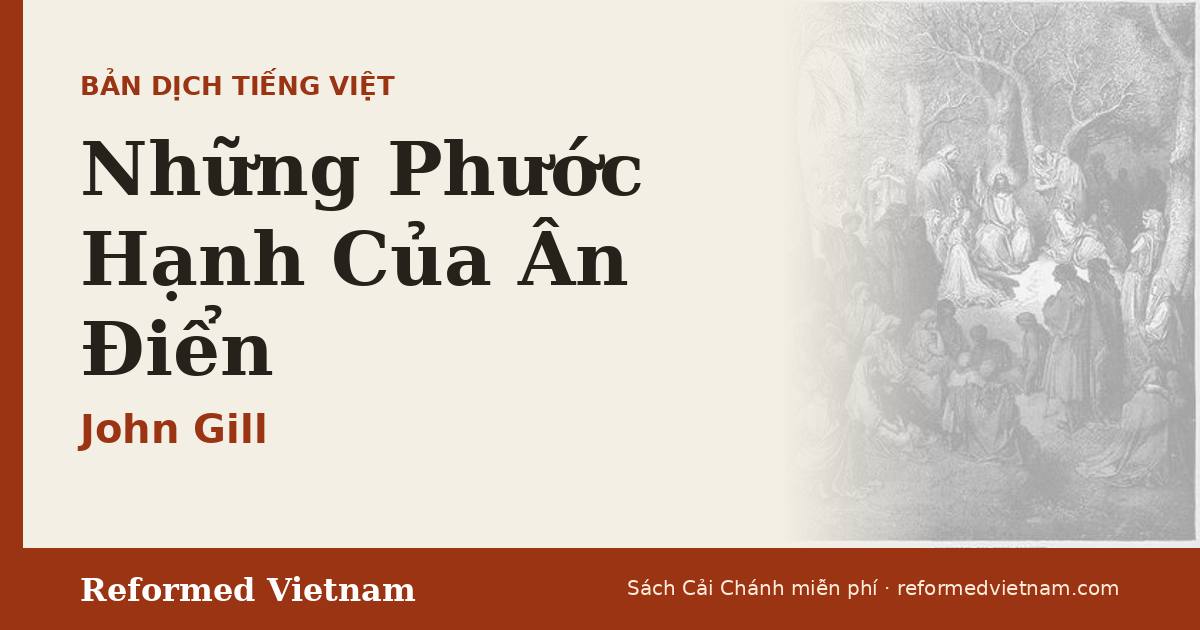 BẢN DỊCH TIẾNG VIỆT
Những Phước
Hạnh Của Ân
Điển
John Gill
Reformed Vietnam
Sách Cải Chánh miễn phí · reformedvietnam.com